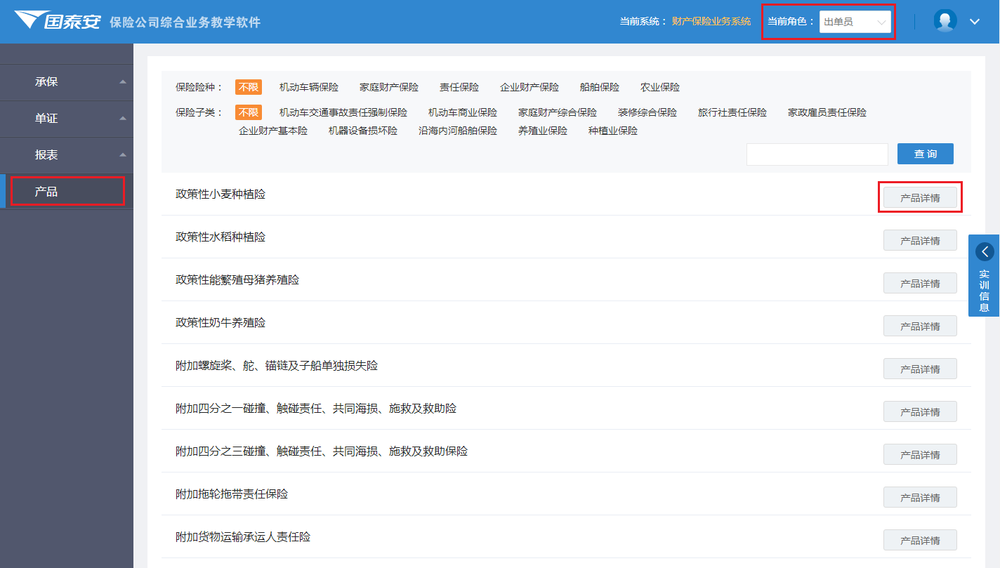 国泰安 保险公司综合业务教学软件 当前系统： 财产保险业务系统 当前角色： 出单员
承保
单证
报表
产品
保险险种： 不限 机动车辆保险 家庭财产保险 责任保险 企业财产保险 船舶保险 农业保险
保险子类： 不限 机动车交通事故责任强制保险 机动车商业保险 家庭财产综合保险 装修综合保险 旅行社责任保险 家政雇员责任保险
企业财产基本险 机器设备损坏险 沿海内河船舶保险 养殖业保险 种植业保险
查 询
政策性小麦种植险 产品详情
政策性水稻种植险 产品详情
政策性能繁殖母猪养殖险 产品详情
政策性奶牛养殖险 产品详情
附加螺旋桨、舵、锚链及子船单独损失险 产品详情
附加四分之一碰撞、触碰责任、共同海损、施救及救助险 产品详情
附加四分之三碰撞、触碰责任、共同海损、施救及救助保险 产品详情
附加拖轮拖带责任保险 产品详情
附加货物运输承运人责任险 产品详情
实训信息